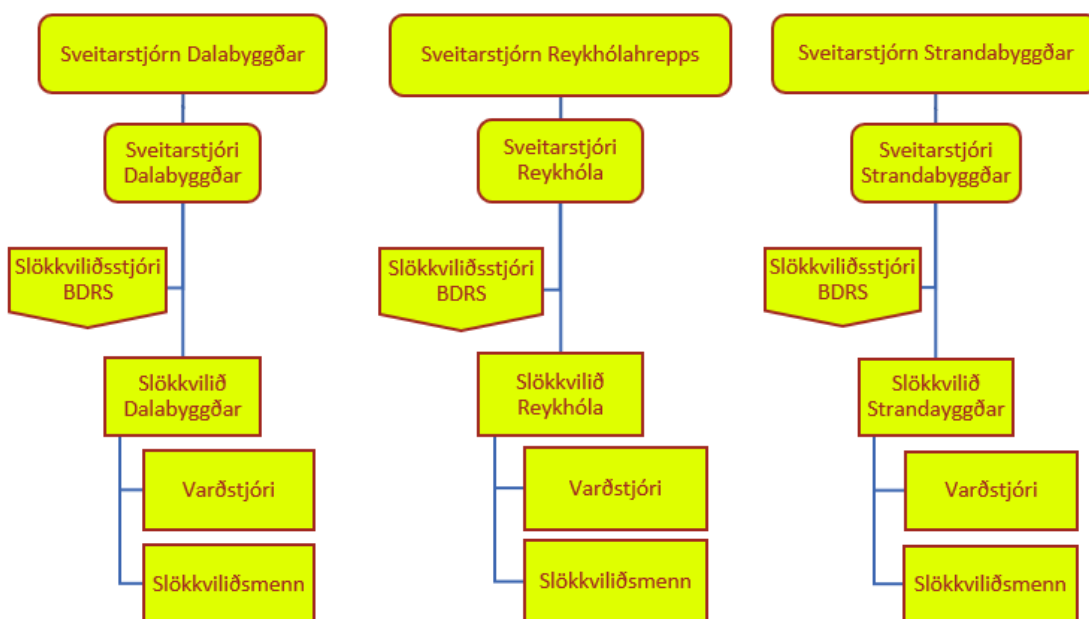 Sveitarstjórn Dalabyggðar
Sveitarstjóri
Dalabyggðar
Slökkviliðsstjóri
BDRS
Slökkvilið
Dalabyggðar
Varðstjóri
Slökkviliðsmenn
Sveitarstjórn Reykhólahrepps
Sveitarstjóri
Reykhóla
Slökkviliðsstjóri
BDRS
Slökkvilið
Reykhóla
Varðstjóri
Slökkviliðsmenn
Sveitarstjórn Strandabyggðar
Sveitarstjóri
Strandabyggðar
Slökkviliðsstjóri
BDRS
Slökkvilið
Strandayggðar
Varðstjóri
Slökkviliðsmenn